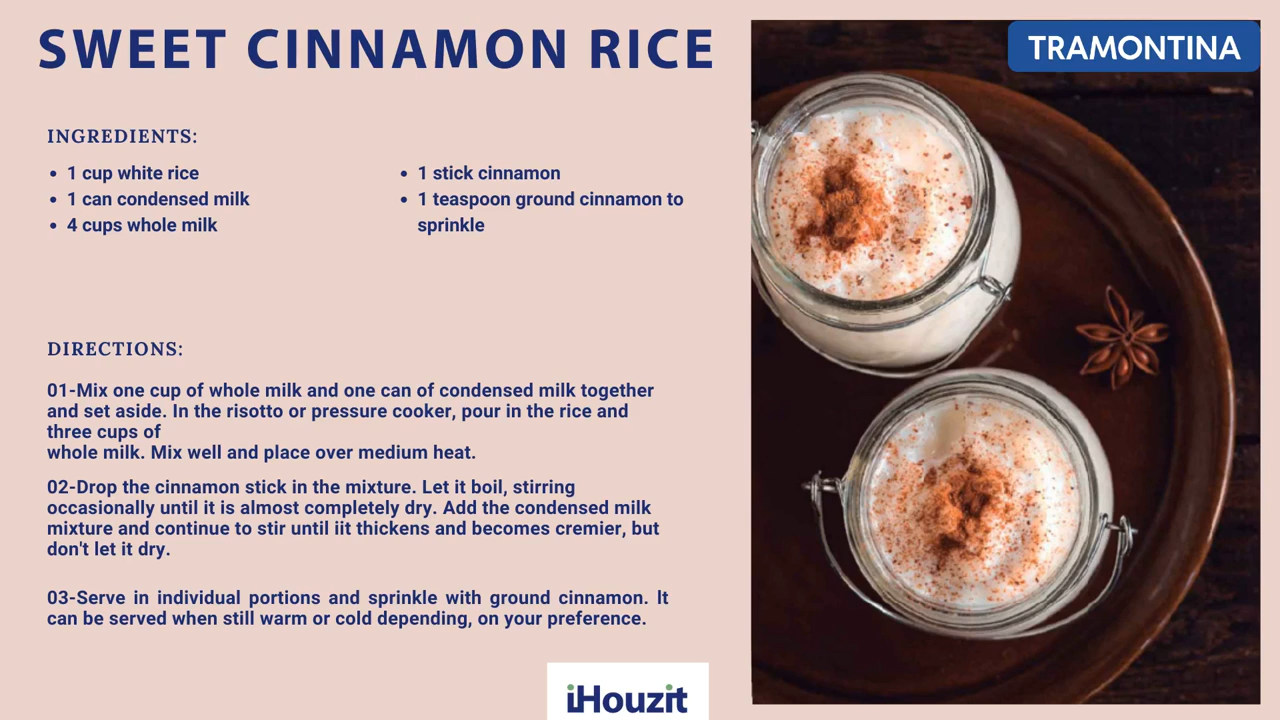 SWEET CINNAMON RICE
TRAMONTINA
INGREDIENTS:
• 1 cup white rice
• 1 can condensed milk
• 4 cups whole milk
• 1 stick cinnamon
• 1 teaspoon ground cinnamon to
sprinkle
DIRECTIONS:
01-Mix one cup of whole milk and one can of condensed milk together
and set aside. In the risotto or pressure cooker, pour in the rice and
three cups of
whole milk. Mix well and place over medium heat.
02-Drop the cinnamon stick in the mixture. Let it boil, stirring
occasionally until it is almost completely dry. Add the condensed milk
mixture and continue to stir until iit thickens and becomes cremier, but
don't let it dry.
03-Serve in individual portions and sprinkle with ground cinnamon. It
can be served when still warm or cold depending, on your preference.
iHouzit